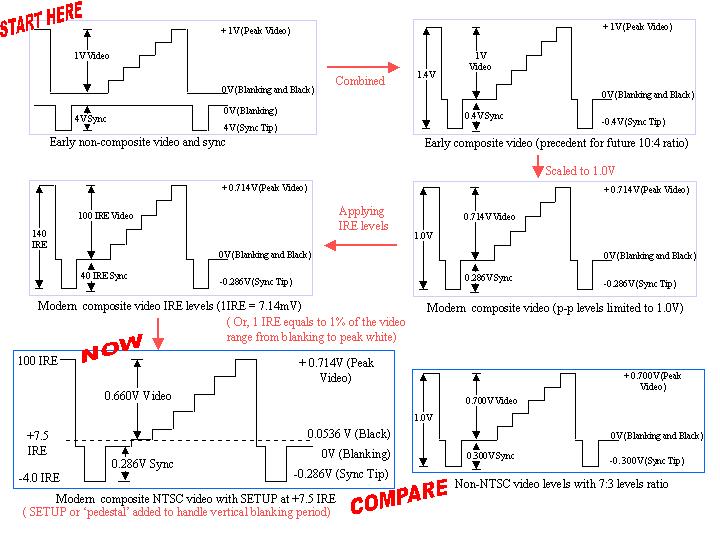 START HERE
+ 1V (Peak Video)
1V Video
0V (Blanking and Black)
0V (Blanking)
4V Sync
4V (Sync Tip)
Early non-composite video and sync
Combined
+ 1V (Peak Video)
1V
Video
1.4V
0V (Blanking and Black)
0.4V Sync
-0.4V (Sync Tip)
Early composite video (precedent for future 10:4 ratio)
Scaled to 1.0V
+ 0.714V (Peak Video)
0.714V Video
1.0V
0V (Blanking and Black)
0.286V Sync
-0.286V (Sync Tip)
Modern composite video (p-p levels limited to 1.0V)
Applying
IRE levels
+ 0.714V (Peak Video)
100 IRE Video
140
IRE
0V (Blanking and Black)
40 IRE Sync
-0.286V (Sync Tip)
Modern composite video IRE levels (1IRE = 7.14mV)
( Or, 1 IRE equals to 1% of the video
range from blanking to peak white)
NOW
100 IRE
+ 0.714V (Peak
Video)
0.660V Video
+7.5
IRE
0.0536 V (Black)
0V (Blanking)
0.286V Sync
-4.0 IRE
-0.286V (Sync Tip)
Modern composite NTSC video with SETUP at +7.5 IRE
( SETUP or ‘pedestal’ added to handle vertical blanking period)
COMPARE
+ 0.700V (Peak
Video)
0.700V Video
1.0V
0V (Blanking and Black)
0.300V Sync
-0.300V (Sync Tip)
Non-NTSC video levels with 7:3 levels ratio